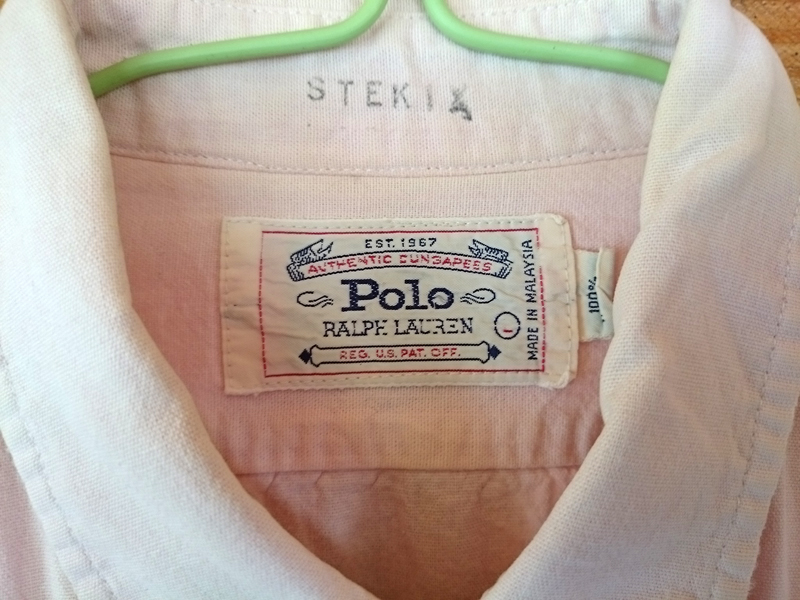 STEKI
EST. 1967
AUTHENTIC DUNGAREES
Polo
RALPH LAUREN
L
REG. U.S. PAT. OFF.
MADE IN MALAYSIA
100%